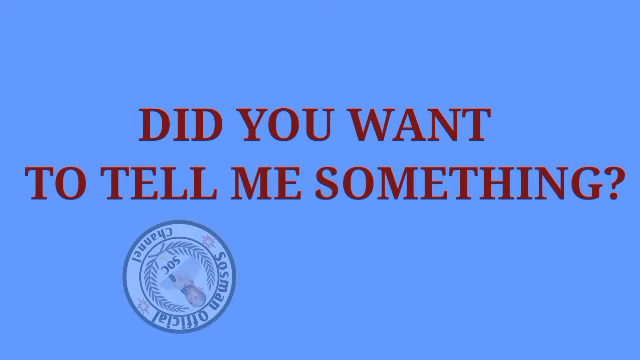 DID YOU WANT
TO TELL ME SOMETHING?
Sosman Official
Channel
SOC